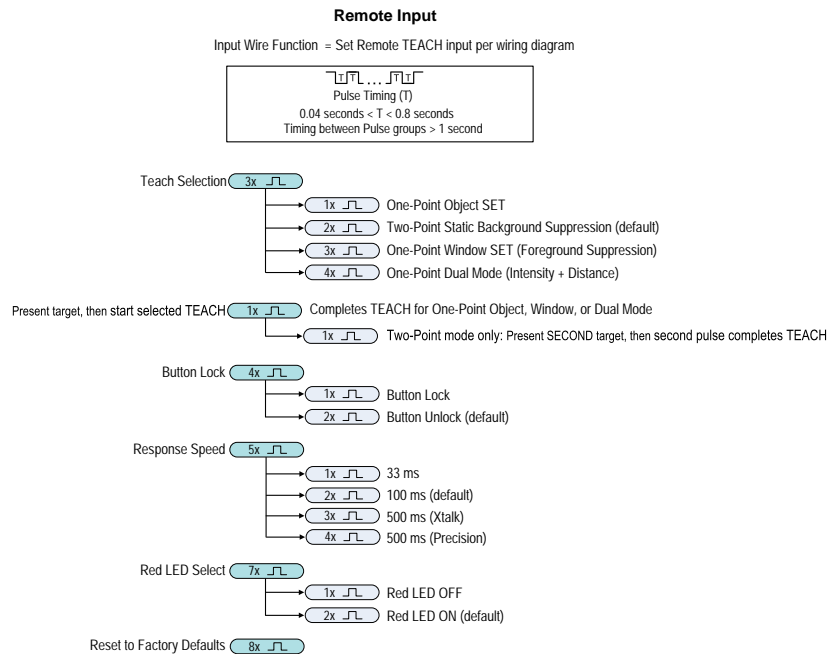 Remote Input
Input Wire Function = Set Remote TEACH input per wiring diagram
T T ... T T
Pulse Timing (T)
0.04 seconds < T < 0.8 seconds
Timing between Pulse groups > 1 second
Teach Selection 3x
1x One-Point Object SET
2x Two-Point Static Background Suppression (default)
3x One-Point Window SET (Foreground Suppression)
4x One-Point Dual Mode (Intensity + Distance)
Present target, then start selected TEACH 1x Completes TEACH for One-Point Object, Window, or Dual Mode
1x Two-Point mode only: Present SECOND target, then second pulse completes TEACH
Button Lock 4x
1x Button Lock
2x Button Unlock (default)
Response Speed 5x
1x 33 ms
2x 100 ms (default)
3x 500 ms (Xtalk)
4x 500 ms (Precision)
Red LED Select 7x
1x Red LED OFF
2x Red LED ON (default)
Reset to Factory Defaults 8x